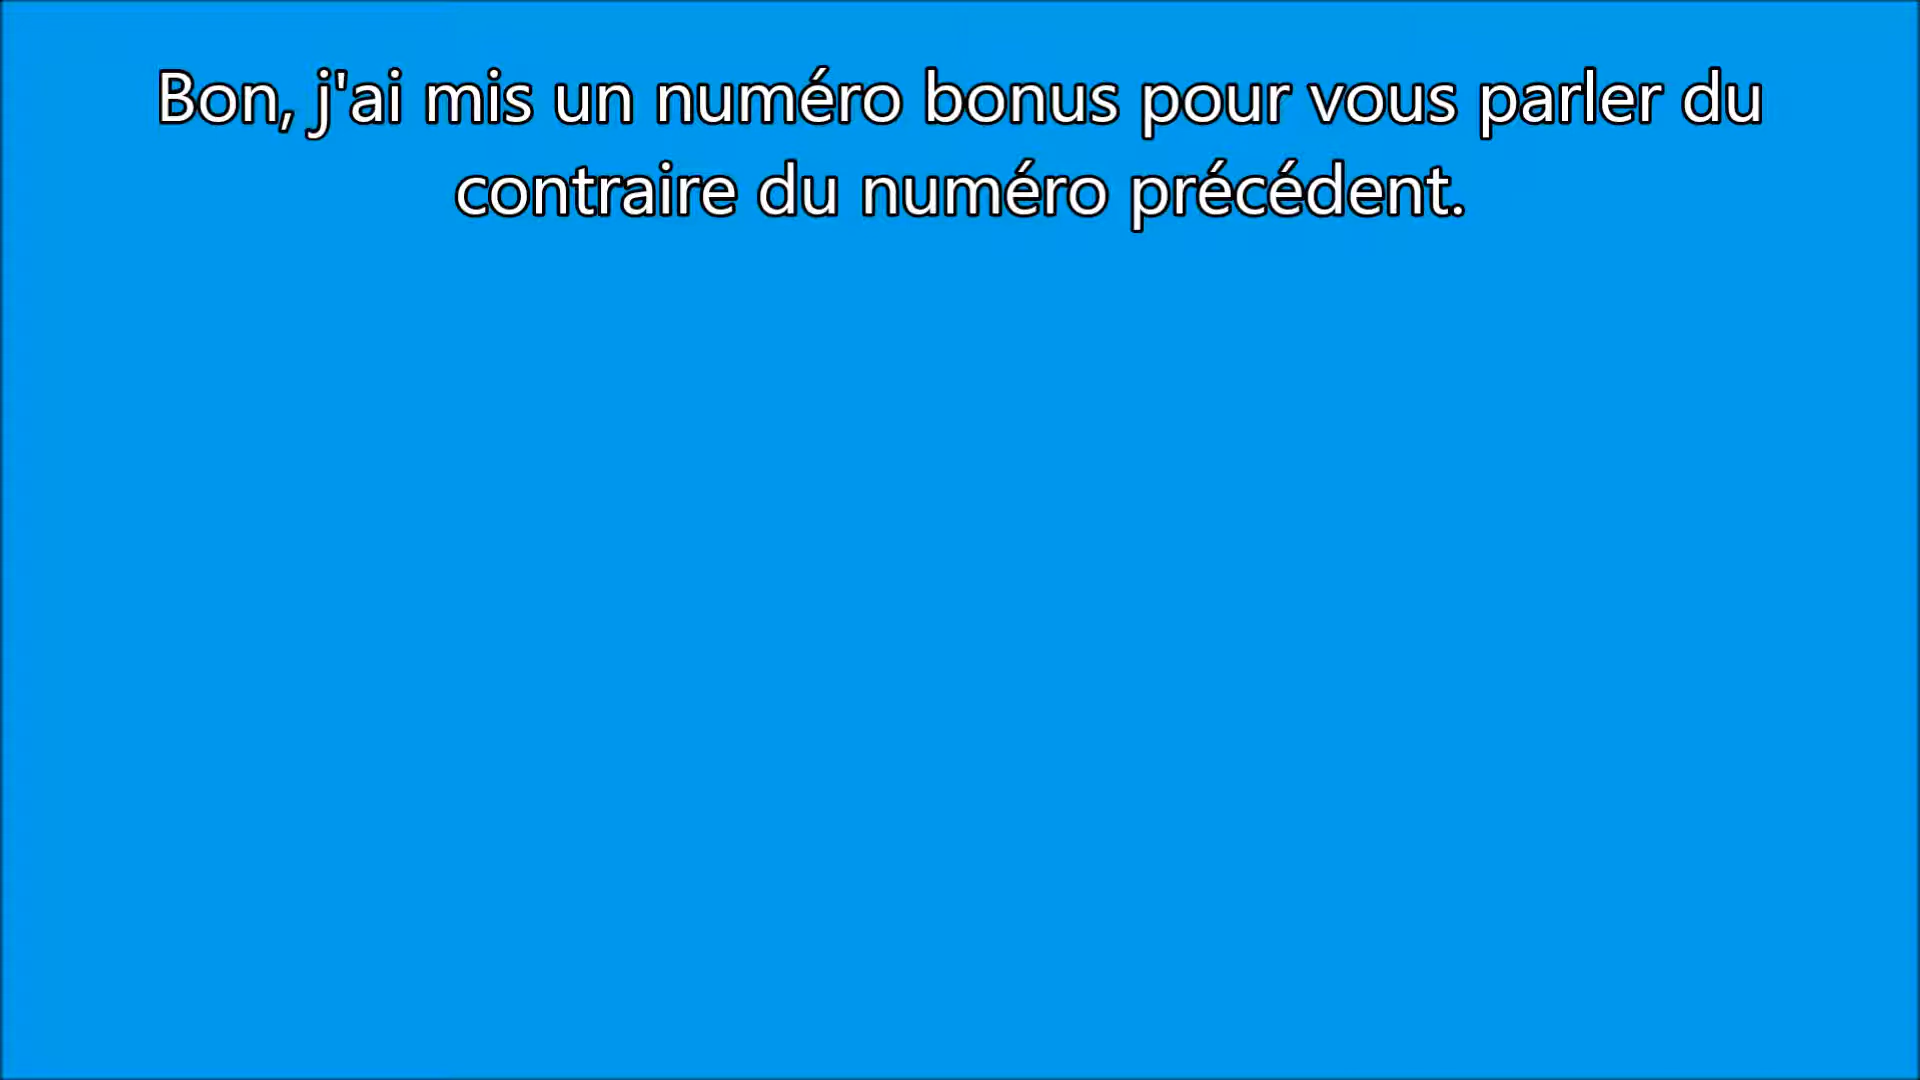 Bon, j'ai mis un numéro bonus pour vous parler du
contraire du numéro précédent.